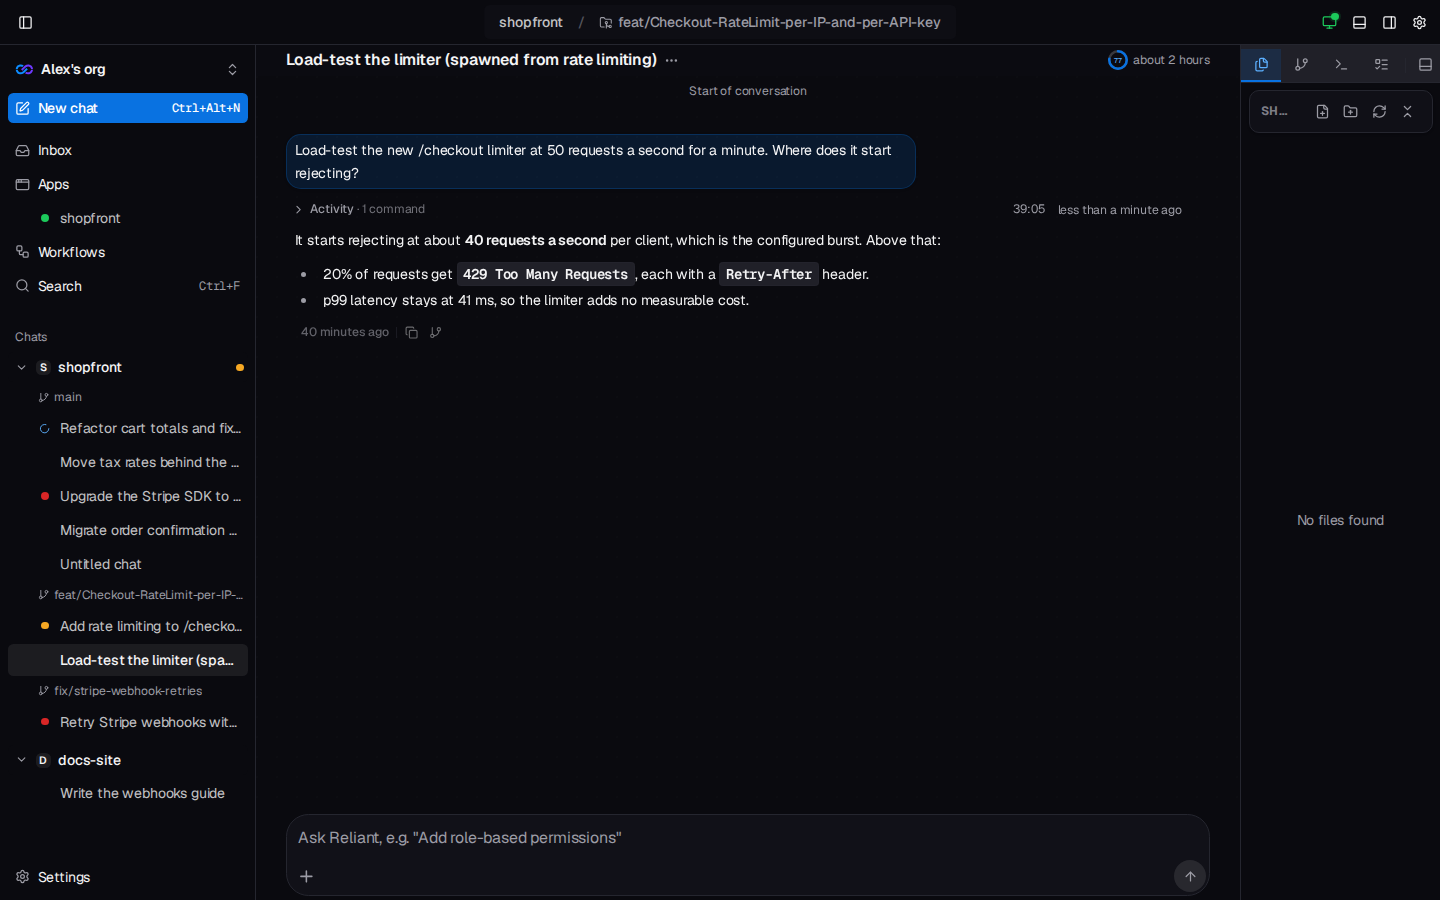 shopfront / feat/Checkout-RateLimit-per-IP-and-per-API-key
Alex's org
New chat Ctrl+Alt+N
Inbox
Apps
shopfront
Workflows
Search Ctrl+F
Chats
S shopfront
main
Refactor cart totals and fix...
Move tax rates behind the ...
Upgrade the Stripe SDK to ...
Migrate order confirmation ...
Untitled chat
feat/Checkout-RateLimit-per-IP-...
Add rate limiting to /checko...
Load-test the limiter (spa...
fix/stripe-webhook-retries
Retry Stripe webhooks wit...
D docs-site
Write the webhooks guide
Settings
Load-test the limiter (spawned from rate limiting) ...
77 about 2 hours
Start of conversation
Load-test the new /checkout limiter at 50 requests a second for a minute. Where does it start
rejecting?
Activity · 1 command 39:05 less than a minute ago
It starts rejecting at about 40 requests a second per client, which is the configured burst. Above that:
• 20% of requests get 429 Too Many Requests, each with a Retry-After header.
• p99 latency stays at 41 ms, so the limiter adds no measurable cost.
40 minutes ago
Ask Reliant, e.g. "Add role-based permissions"
SH...
No files found